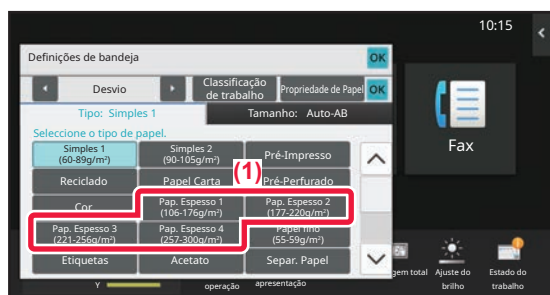 10:15
Definições de bandeja
OK
Desvio
Classificação
de trabalho
Propriedade de Papel
OK
Tipo: Simples 1
Tamanho: Auto-AB
Seleccione o tipo de papel.
Simples 1
(60-89g/m²)
Simples 2
(90-105g/m²)
Pré-Impresso
Reciclado
Papel Carta
(1)
Pré-Perfurado
Cor
Pap. Espesso 1
(106-176g/m²)
Pap. Espesso 2
(177-220g/m²)
Pap. Espesso 3
(221-256g/m²)
Pap. Espesso 4
(257-300g/m²)
Papel fino
(55-59g/m²)
Etiquetas
Acetato
Separ. Papel
Fax
gem total
Ajuste do
brilho
Estado do
trabalho
Y
operação
apresentação